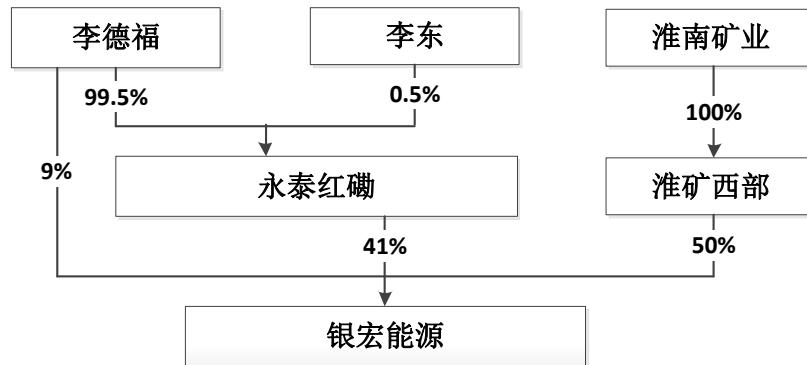 李德福
李东
淮南矿业
99.5%
0.5%
100%
9%
永泰红磡
淮矿西部
41%
50%
银宏能源